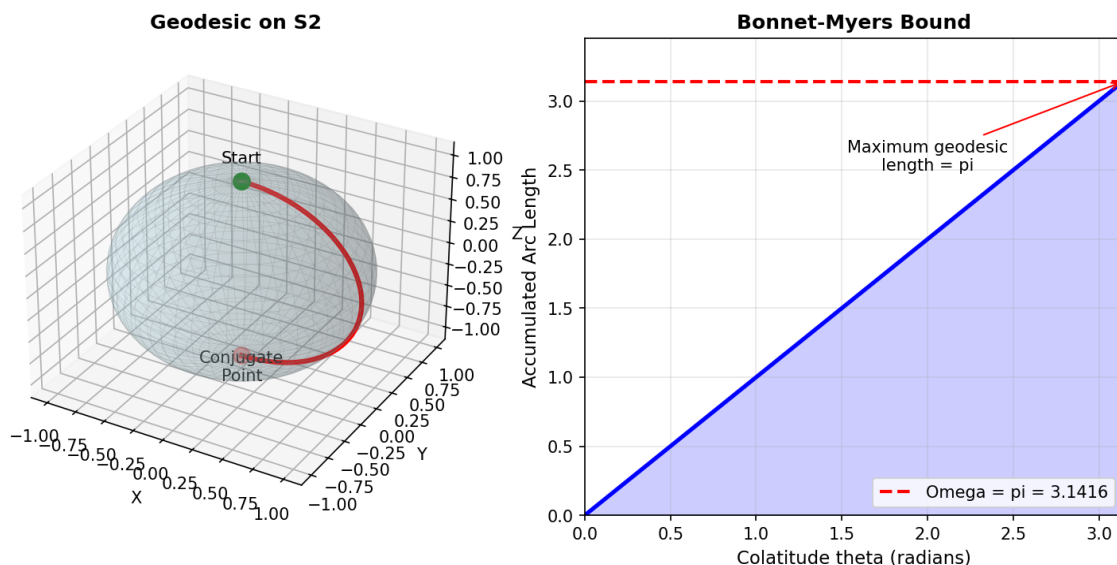 Geodesic on S2
Start
Conjugate
Point
1.00
0.75
0.50
0.25
0.00
−0.25
−0.50
−0.75
−1.00
Z
−1.00
−0.75
−0.50
−0.25
0.00
0.25
0.50
0.75
1.00
X
1.00
0.75
0.50
0.25
0.00
−0.25
−0.50
−0.75
−1.00
Y
Bonnet-Myers Bound
Accumulated Arc Length
3.0
2.5
2.0
1.5
1.0
0.5
0.0
Maximum geodesic
length = pi
Omega = pi = 3.1416
0.0 0.5 1.0 1.5 2.0 2.5 3.0
Colatitude theta (radians)